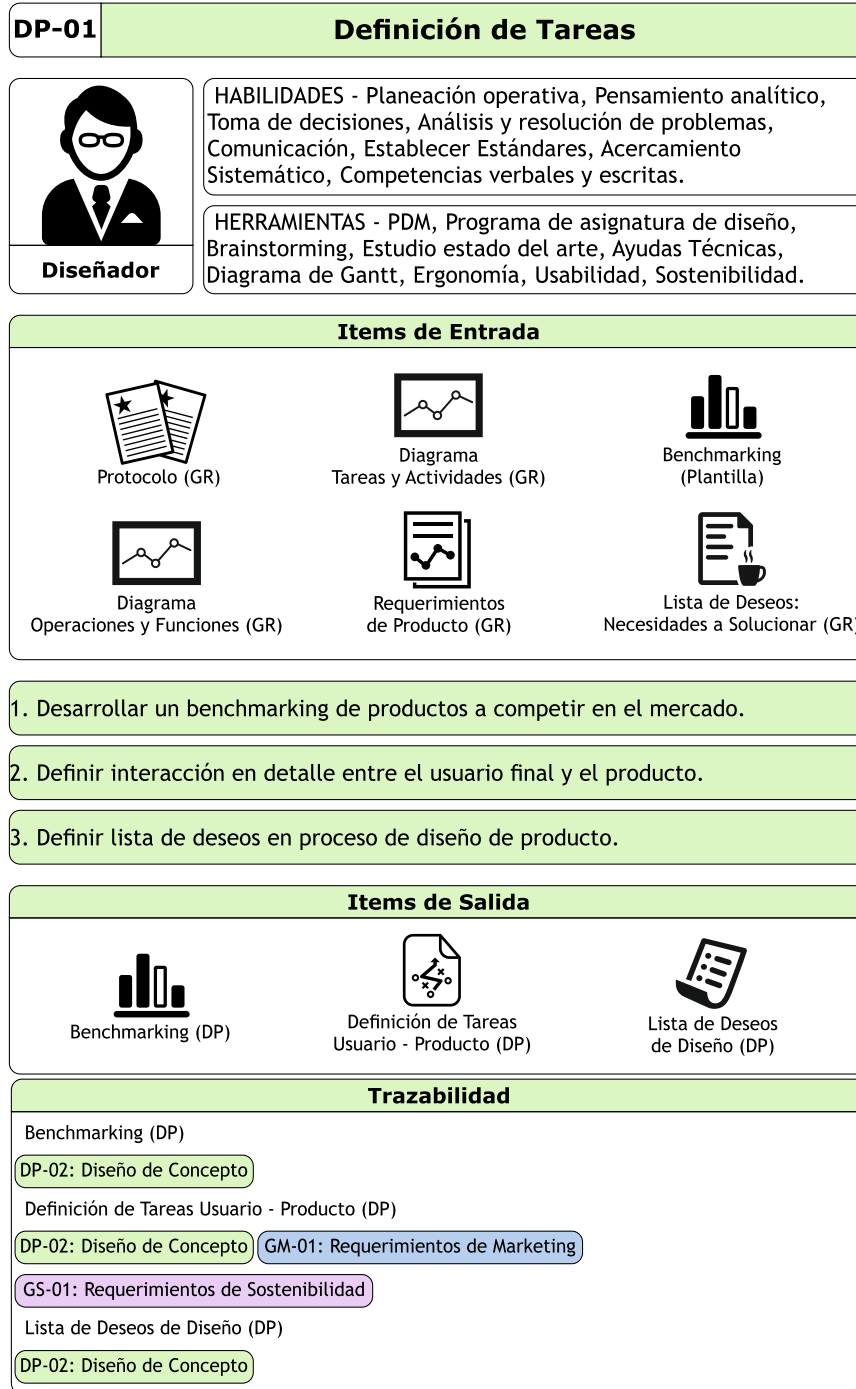 DP-01
Definición de Tareas
Diseñador
HABILIDADES - Planeación operativa, Pensamiento analítico,
Toma de decisiones, Análisis y resolución de problemas,
Comunicación, Establecer Estándares, Acercamiento
Sistemático, Competencias verbales y escritas.
HERRAMIENTAS - PDM, Programa de asignatura de diseño,
Brainstorming, Estudio estado del arte, Ayudas Técnicas,
Diagrama de Gantt, Ergonomía, Usabilidad, Sostenibilidad.
Items de Entrada
Protocolo (GR)
Diagrama
Tareas y Actividades (GR)
Benchmarking
(Plantilla)
Diagrama
Operaciones y Funciones (GR)
Requerimientos
de Producto (GR)
Lista de Deseos:
Necesidades a Solucionar (GR)
1. Desarrollar un benchmarking de productos a competir en el mercado.
2. Definir interacción en detalle entre el usuario final y el producto.
3. Definir lista de deseos en proceso de diseño de producto.
Items de Salida
Benchmarking (DP)
Definición de Tareas
Usuario - Producto (DP)
Lista de Deseos
de Diseño (DP)
Trazabilidad
Benchmarking (DP)
DP-02: Diseño de Concepto
Definición de Tareas Usuario - Producto (DP)
DP-02: Diseño de Concepto
GM-01: Requerimientos de Marketing
GS-01: Requerimientos de Sostenibilidad
Lista de Deseos de Diseño (DP)
DP-02: Diseño de Concepto